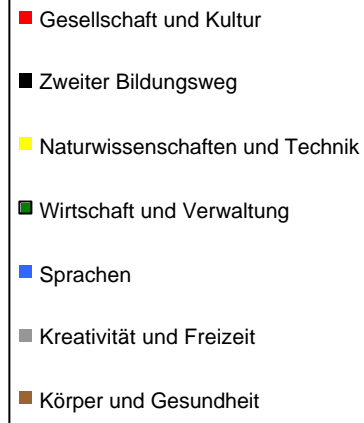 Gesellschaft und Kultur
Zweiter Bildungsweg
Naturwissenschaften und Technik
Wirtschaft und Verwaltung
Sprachen
Kreativität und Freizeit
Körper und Gesundheit